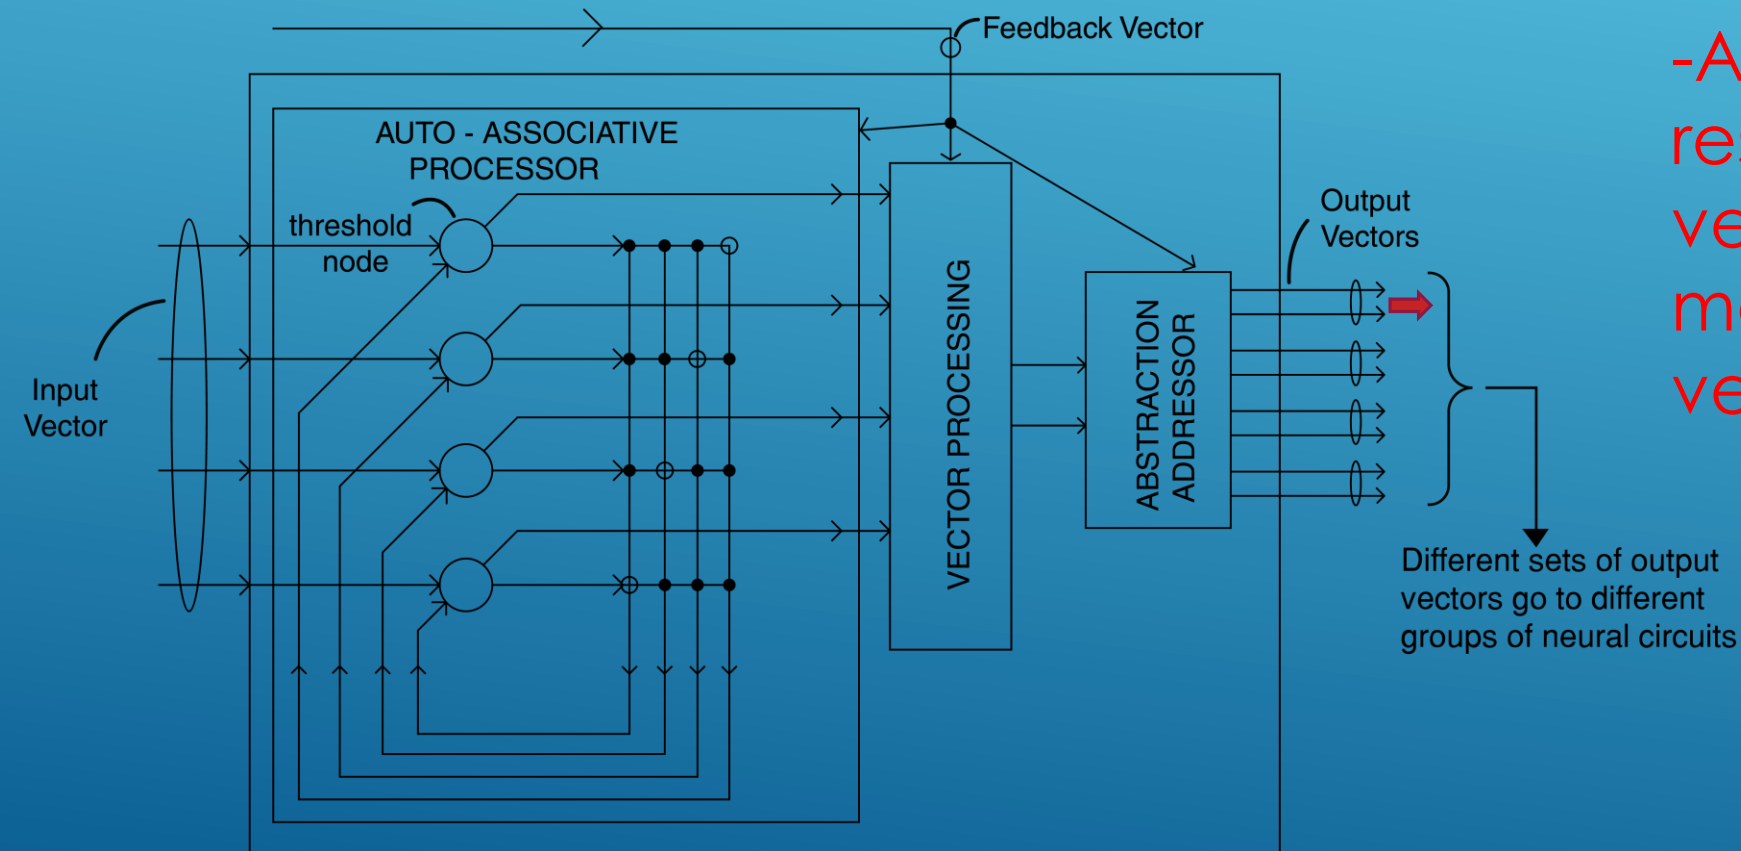 Feedback Vector
AUTO - ASSOCIATIVE
PROCESSOR
threshold
node
Input
Vector
VECTOR PROCESSING
ABSTRACTION
ADDRESSOR
Output
Vectors
Different sets of output
vectors go to different
groups of neural circuits